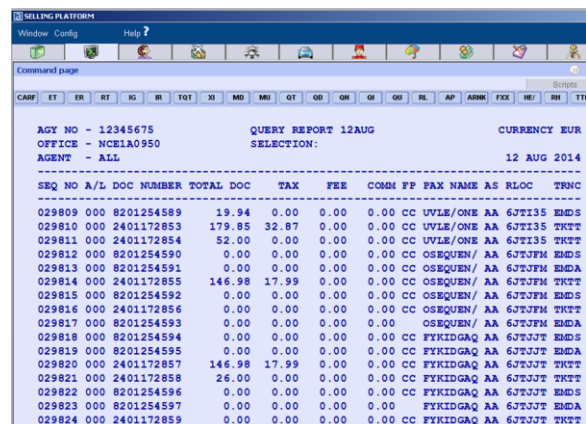 SELLING PLATFORM
Window Config Help ?
Command page
Scripts
CARF ET ER RT IG IR TQT XI MD MU QT QD QN QI QU RL AP ARNK FXX HE/ RH TTI
AGY NO - 12345675 QUERY REPORT 12AUG CURRENCY EUR
OFFICE - NCE1A0950 SELECTION:
AGENT - ALL 12 AUG 2014
SEQ NO A/L DOC NUMBER TOTAL DOC TAX FEE COMM FP PAX NAME AS RLOC TRNC
029809 000 8201254589 19.94 0.00 0.00 0.00 CC UVLE/ONE AA 6JTI35 EMDS
029810 000 2401172853 179.85 32.87 0.00 0.00 CC UVLE/ONE AA 6JTI35 TKTT
029811 000 2401172854 52.00 0.00 0.00 0.00 CC UVLE/ONE AA 6JTI35 TKTT
029812 000 8201254590 0.00 0.00 0.00 0.00 CC OSEQUEN/ AA 6JTJFM EMDS
029813 000 8201254591 0.00 0.00 0.00 0.00 CC OSEQUEN/ AA 6JTJFM EMDA
029814 000 2401172855 146.98 17.99 0.00 0.00 CC OSEQUEN/ AA 6JTJFM TKTT
029815 000 8201254592 0.00 0.00 0.00 0.00 CC OSEQUEN/ AA 6JTJFM EMDA
029816 000 2401172856 0.00 0.00 0.00 0.00 CC OSEQUEN/ AA 6JTJFM TKTT
029817 000 8201254593 0.00 0.00 0.00 0.00 OSEQUEN/ AA 6JTJFM EMDA
029818 000 8201254594 0.00 0.00 0.00 0.00 CC FYKIDGAQ AA 6JTJJT EMDS
029819 000 8201254595 0.00 0.00 0.00 0.00 CC FYKIDGAQ AA 6JTJJT EMDA
029820 000 2401172857 146.98 17.99 0.00 0.00 CC FYKIDGAQ AA 6JTJJT TKTT
029821 000 2401172858 26.00 0.00 0.00 0.00 CC FYKIDGAQ AA 6JTJJT TKTT
029822 000 8201254596 0.00 0.00 0.00 0.00 CC FYKIDGAQ AA 6JTJJT EMDS
029823 000 8201254597 0.00 0.00 0.00 0.00 FYKIDGAQ AA 6JTJJT EMDA
029824 000 2401172859 0.00 0.00 0.00 0.00 CC FYKIDGAQ AA 6JTJJT TKTT